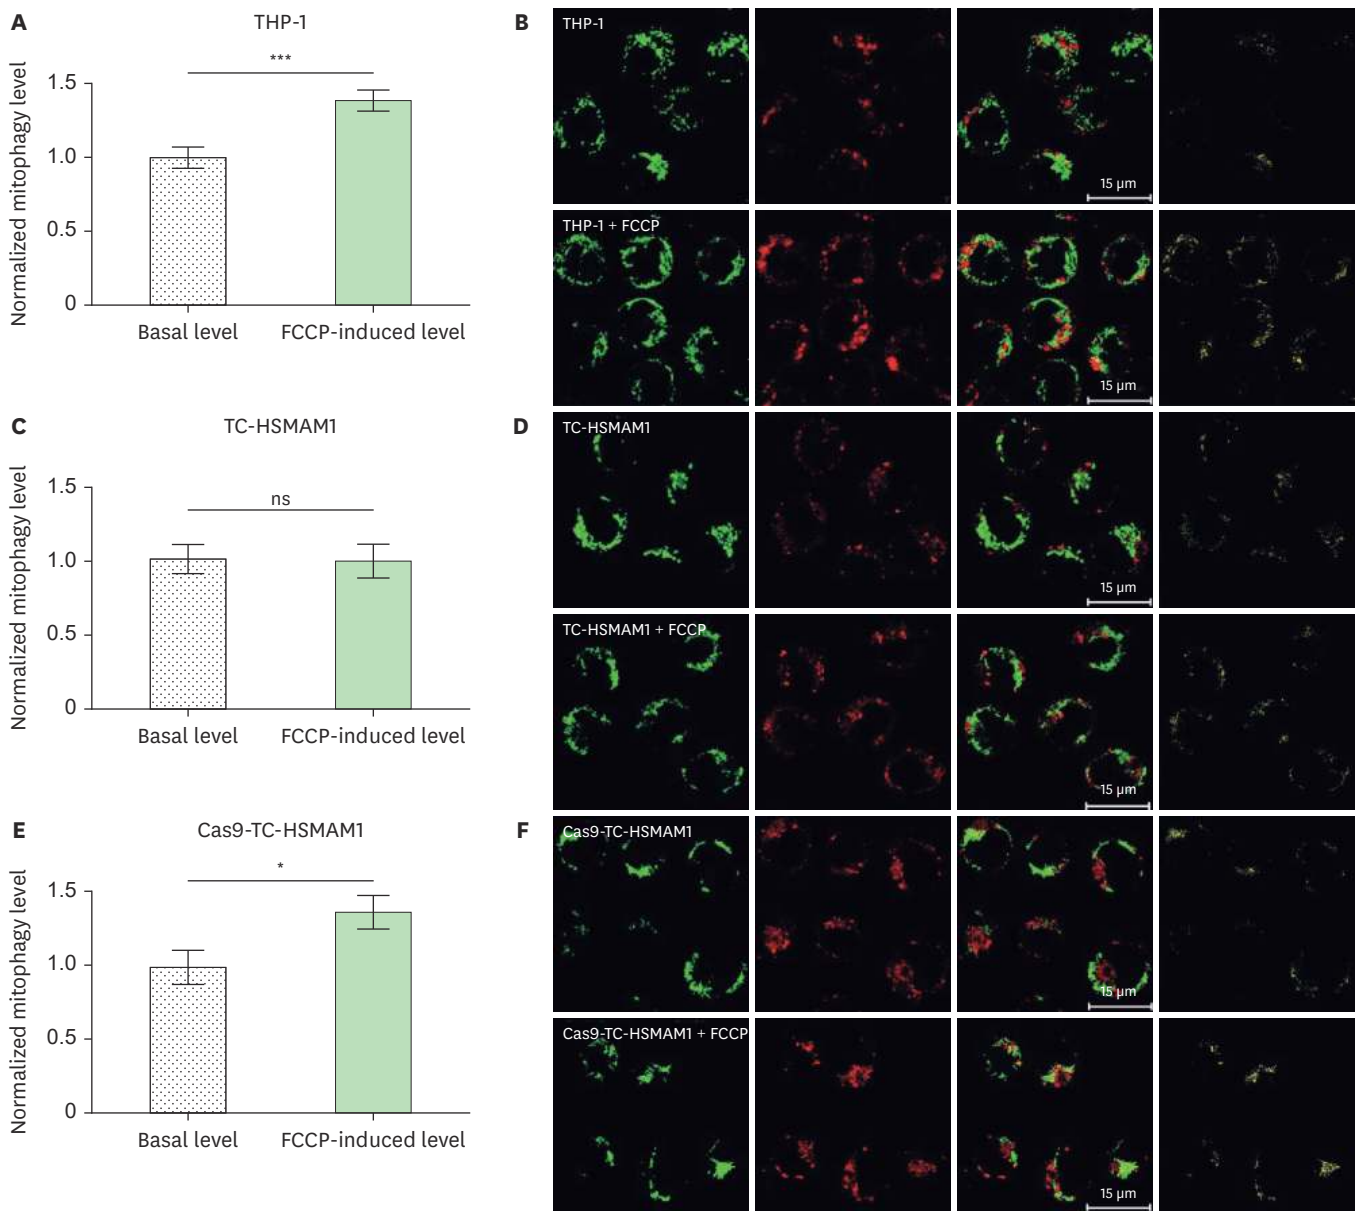 A
THP-1
***
Normalized mitophagy level
1.5
1.0
0.5
0
Basal level
FCCP-induced level
B
THP-1
15 µm
THP-1 + FCCP
15 µm
C
TC-HSMAM1
ns
Normalized mitophagy level
1.5
1.0
0.5
0
Basal level
FCCP-induced level
D
TC-HSMAM1
15 µm
TC-HSMAM1 + FCCP
15 µm
E
Cas9-TC-HSMAM1
*
Normalized mitophagy level
1.5
1.0
0.5
0
Basal level
FCCP-induced level
F
Cas9-TC-HSMAM1
15 µm
Cas9-TC-HSMAM1 + FCCP
15 µm